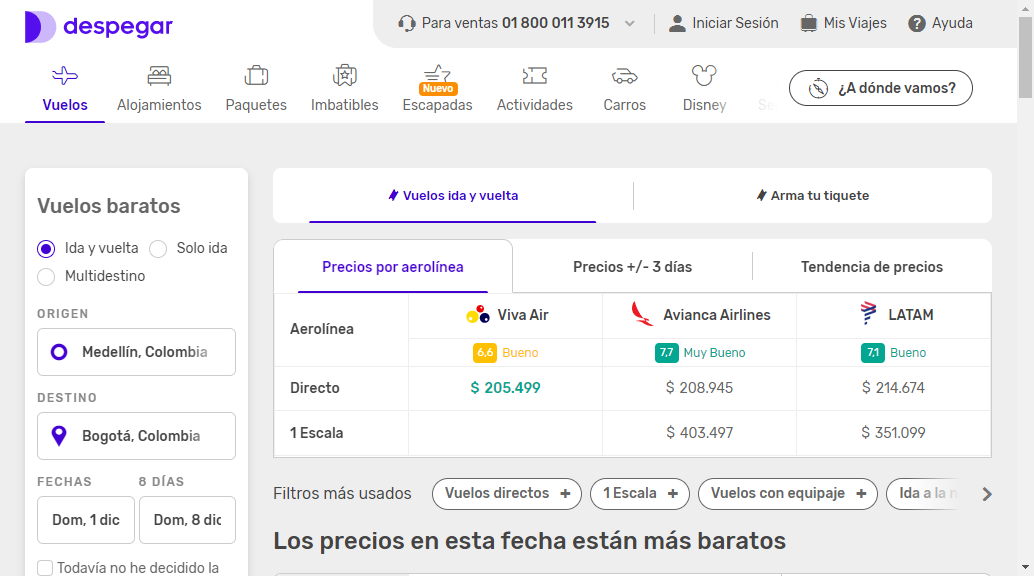 despegar
Para ventas 01 800 011 3915
Iniciar Sesión
Mis Viajes
Ayuda
Vuelos
Alojamientos
Paquetes
Imbatibles
Nuevo
Escapadas
Actividades
Carros
Disney
¿A dónde vamos?
Vuelos baratos
Ida y vuelta
Solo ida
Multidestino
ORIGEN
Medellín, Colombia
DESTINO
Bogotá, Colombia
FECHAS
8 DÍAS
Dom, 1 dic
Dom, 8 dic
Todavía no he decidido la
Vuelos ida y vuelta
Arma tu tiquete
Precios por aerolínea
Precios +/- 3 días
Tendencia de precios
Aerolínea
Viva Air
Avianca Airlines
LATAM
6,6 Bueno
7,7 Muy Bueno
7,1 Bueno
Directo
$ 205.499
$ 208.945
$ 214.674
1 Escala
$ 403.497
$ 351.099
Filtros más usados
Vuelos directos +
1 Escala +
Vuelos con equipaje +
Ida a la
Los precios en esta fecha están más baratos